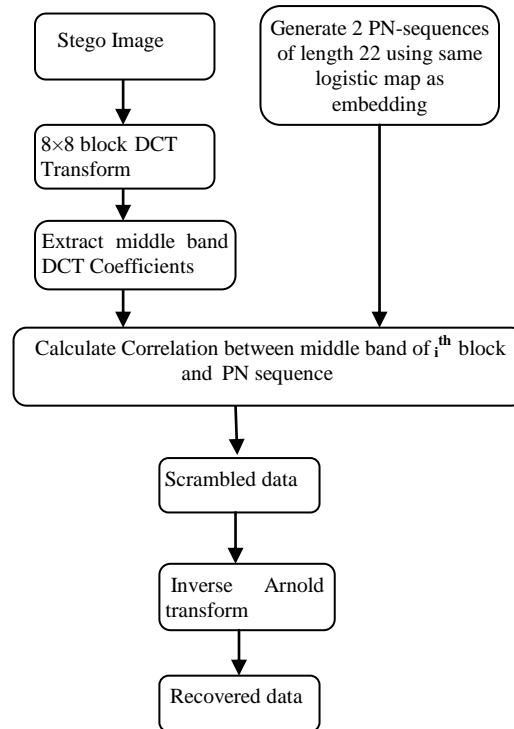 Stego Image
Generate 2 PN-sequences
of length 22 using same
logistic map as
embedding
8×8 block DCT
Transform
Extract middle band
DCT Coefficients
Calculate Correlation between middle band of ith block
and PN sequence
Scrambled data
Inverse Arnold
transform
Recovered data